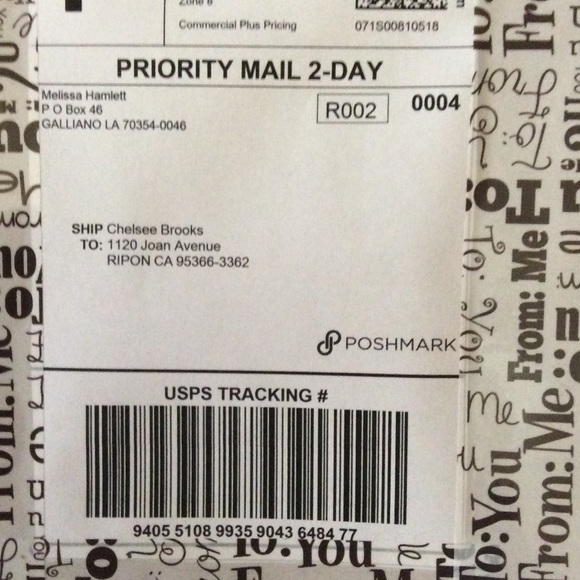 Zone 8
Commercial Plus Pricing
071S00810518
PRIORITY MAIL 2-DAY
Melissa Hamlett
P O Box 46
GALLIANO LA 70354-0046
R002
0004
SHIP TO: Chelsee Brooks
1120 Joan Avenue
RIPON CA 95366-3362
POSHMARK
USPS TRACKING #
9405 5108 9935 9043 6484 77
To:You
From: Me
From:Me
Me
To: You